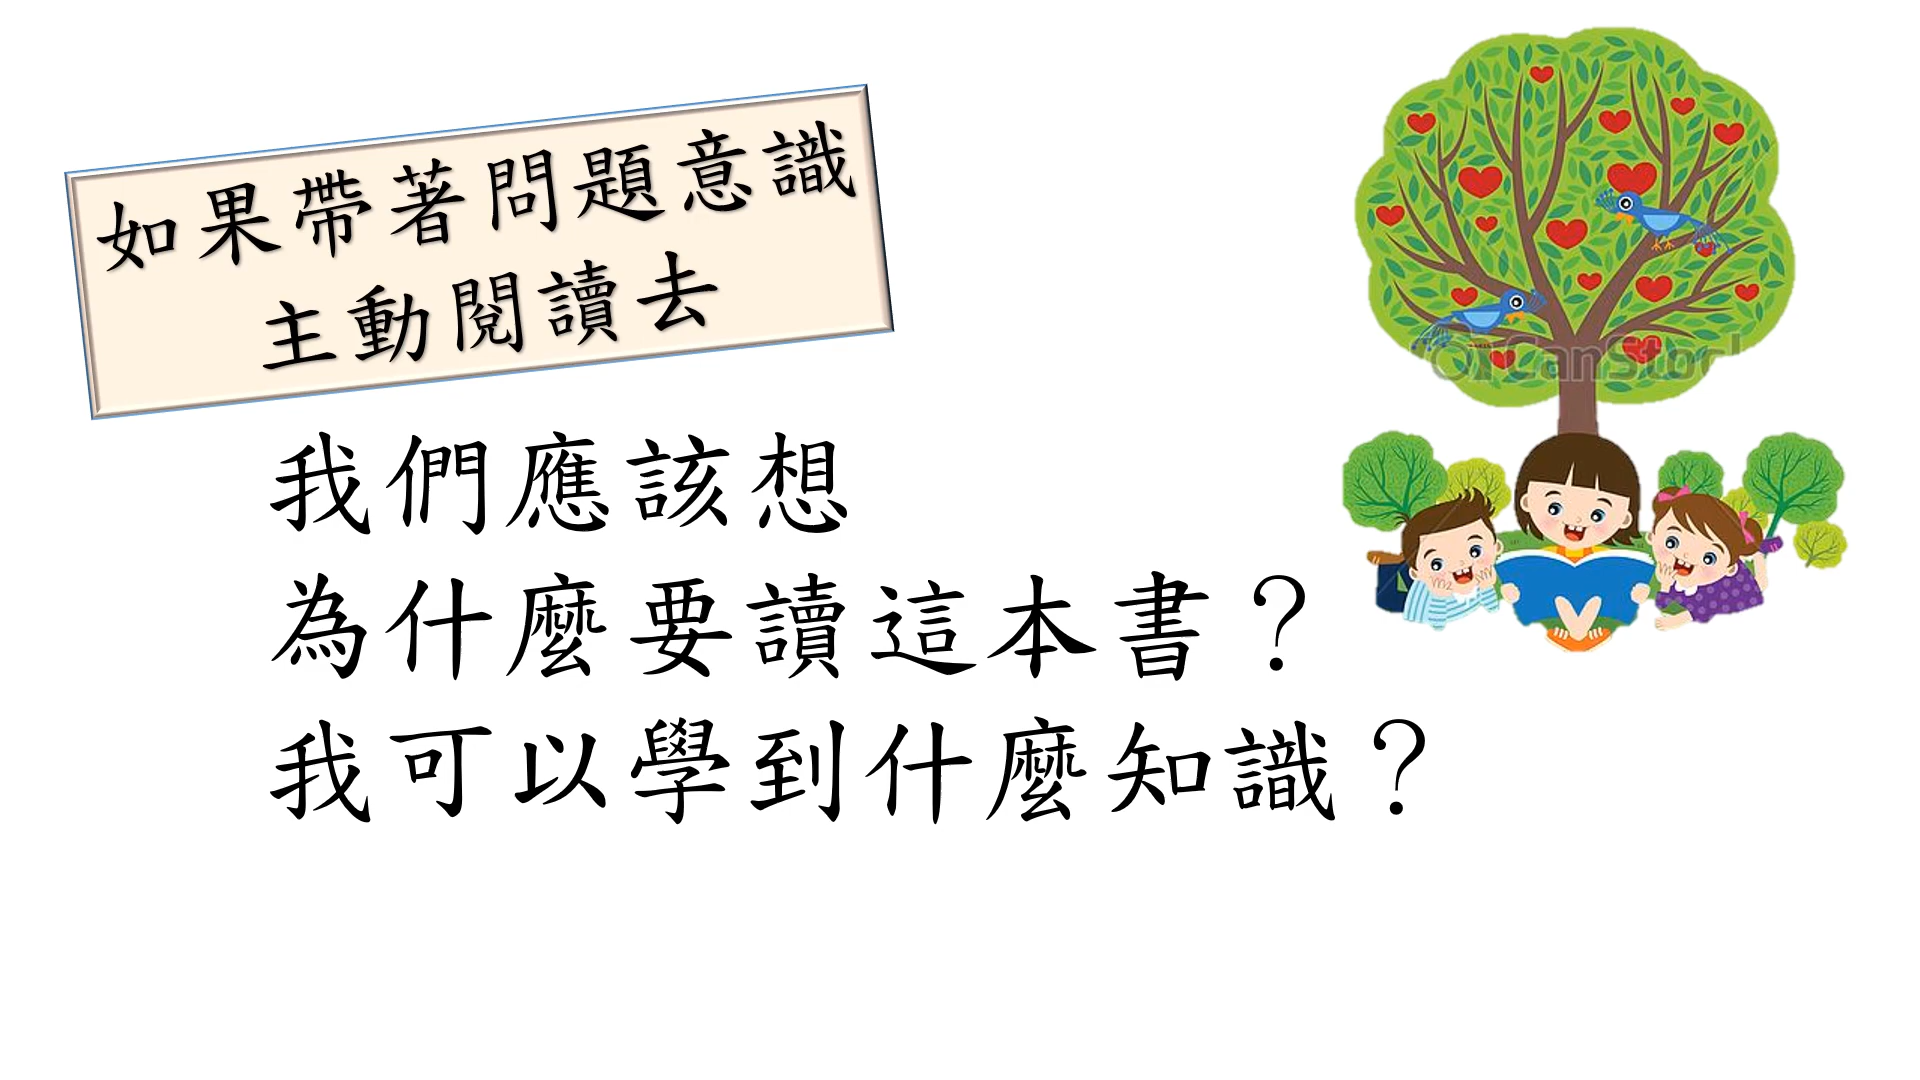 如果帶著問題意識
主動閱讀去
我們應該想
為什麼要讀這本書？
我可以學到什麼知識？
CanStoc